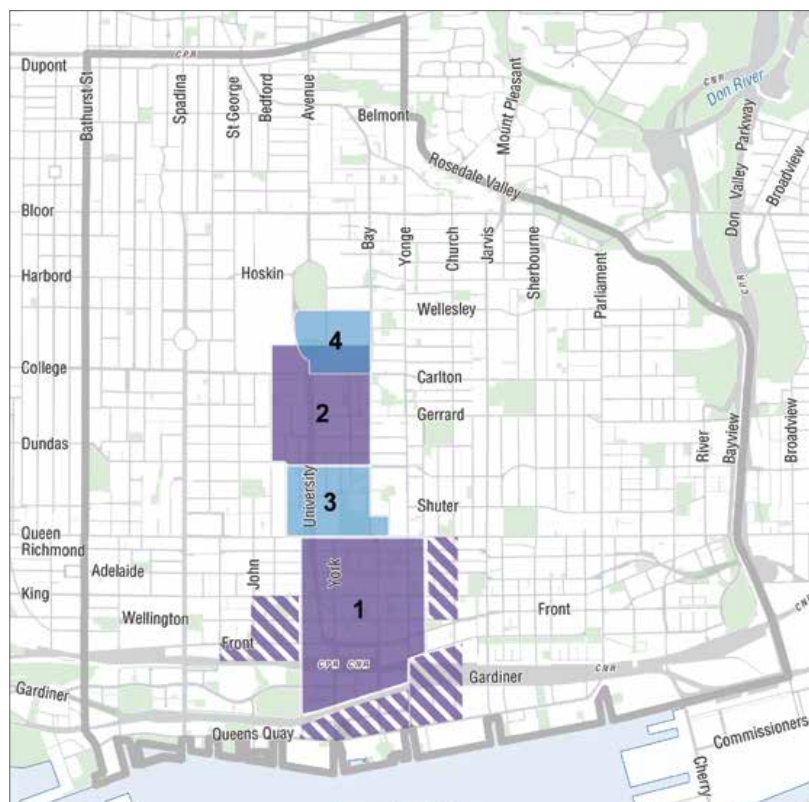 CPR
CNR
Don River
Dupont
Bathurst St
Spadina
St George
Bedford
Avenue
Belmont
Mount Pleasant
Rosedale Valley
Don Valley Parkway
Broadview
CPR
Bloor
Bay
Yonge
Church
Jarvis
Sherbourne
Parliament
Harbord
Hoskin
Wellesley
4
College
Carlton
2
Gerrard
Dundas
River
Bayview
Broadview
University
3
Shuter
Queen
Richmond
Adelaide
John
York
King
1
Wellington
Front
Front
CPR CNR
Gardiner
CNR
CNR
Gardiner
Queens Quay
Commissioners
Cherry